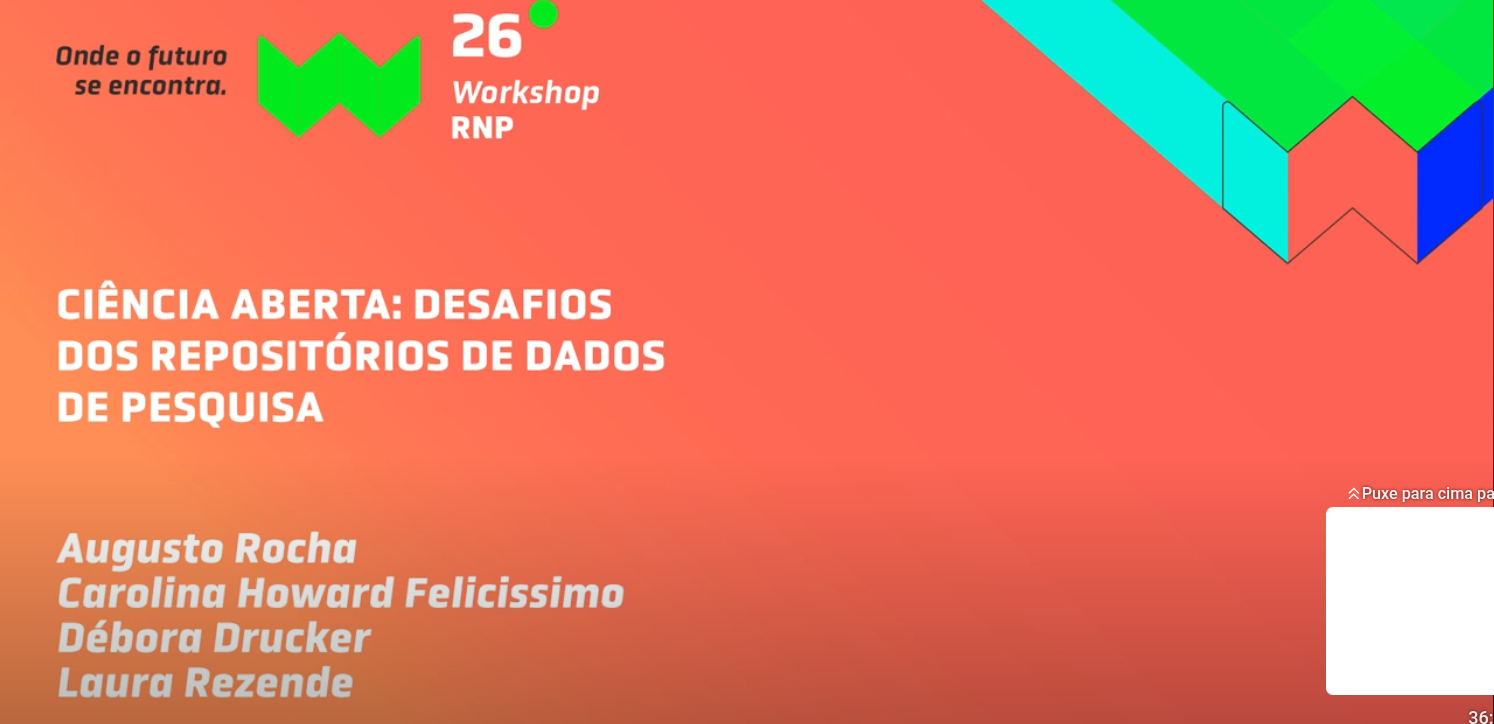 Onde o futuro
se encontra.
26
Workshop
RNP
CIÊNCIA ABERTA: DESAFIOS
DOS REPOSITÓRIOS DE DADOS
DE PESQUISA
Augusto Rocha
Carolina Howard Felicissimo
Débora Drucker
Laura Rezende
Puxe para cima pa
36: